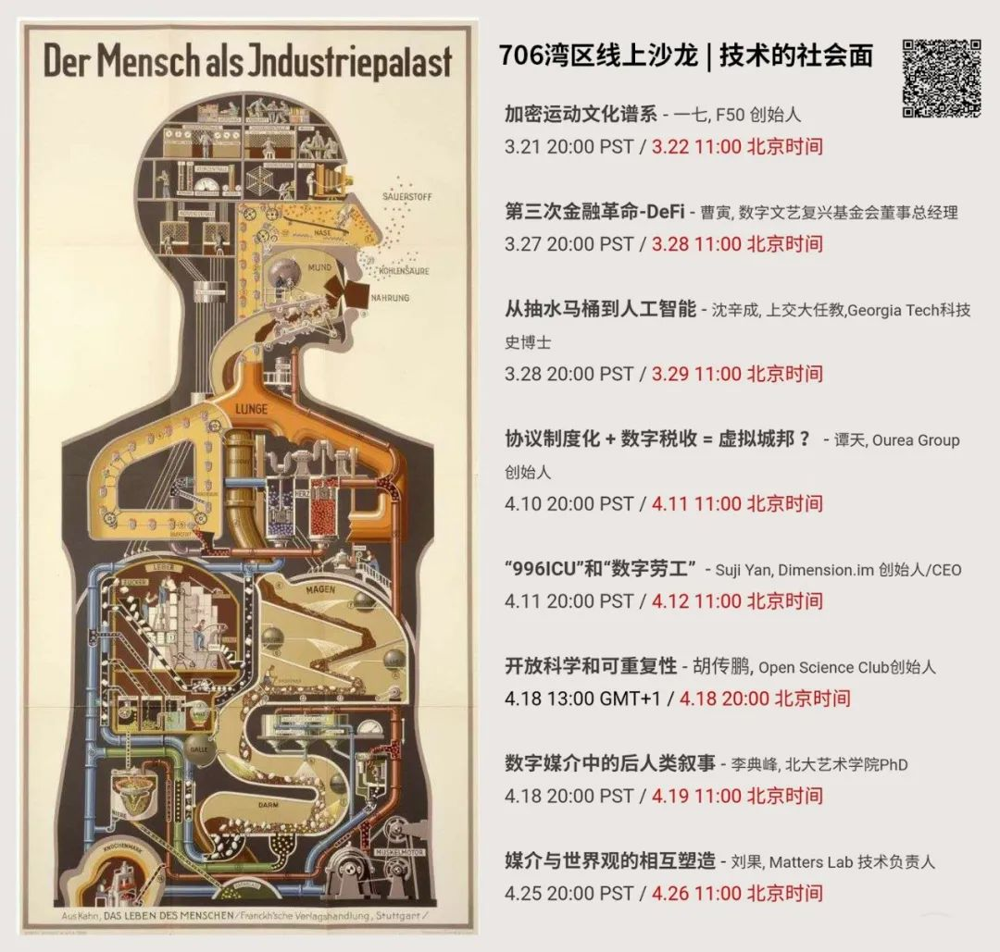 Der Mensch als Industriepalast
SAUERSTOFF
NASE
MUND
KOHLENSÄURE
NAHRUNG
LUNGE
HERZ
LEBER
ZUCKER
MAGEN
GALLE
NIERE
DARM
KNOCHENMARK
MUSKELMOTOR
Aus Kahn, DAS LEBEN DES MENSCHEN / Franckh'sche Verlagshandlung, Stuttgart /
706湾区线上沙龙 | 技术的社会面
加密运动文化谱系 - 一七, F50 创始人
3.21 20:00 PST / 3.22 11:00 北京时间
第三次金融革命-DeFi - 曹寅, 数字文艺复兴基金会董事总经理
3.27 20:00 PST / 3.28 11:00 北京时间
从抽水马桶到人工智能 - 沈辛成, 上交大任教,Georgia Tech科技
史博士
3.28 20:00 PST / 3.29 11:00 北京时间
协议制度化 + 数字税收 = 虚拟城邦？ - 谭天, Ourea Group
创始人
4.10 20:00 PST / 4.11 11:00 北京时间
“996ICU”和“数字劳工” - Suji Yan, Dimension.im 创始人/CEO
4.11 20:00 PST / 4.12 11:00 北京时间
开放科学和可重复性 - 胡传鹏, Open Science Club创始人
4.18 13:00 GMT+1 / 4.18 20:00 北京时间
数字媒介中的后人类叙事 - 李典峰, 北大艺术学院PhD
4.18 20:00 PST / 4.19 11:00 北京时间
媒介与世界观的相互塑造 - 刘果, Matters Lab 技术负责人
4.25 20:00 PST / 4.26 11:00 北京时间